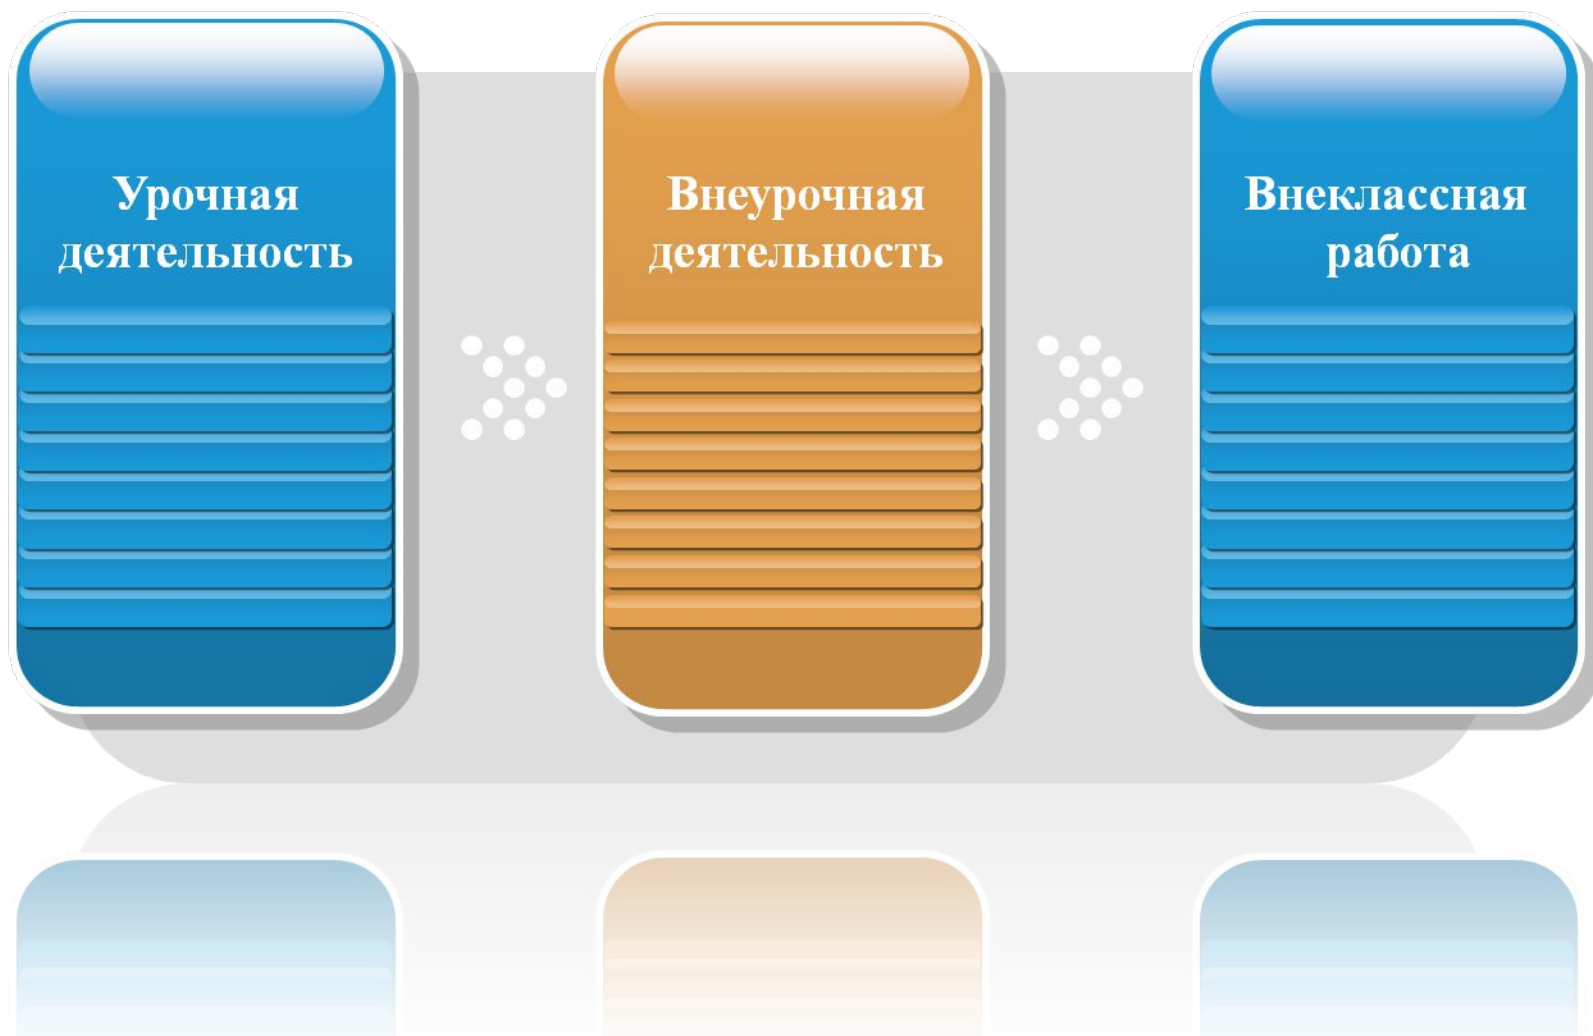 Урочная
деятельность
Внеурочная
деятельность
Внеклассная
работа